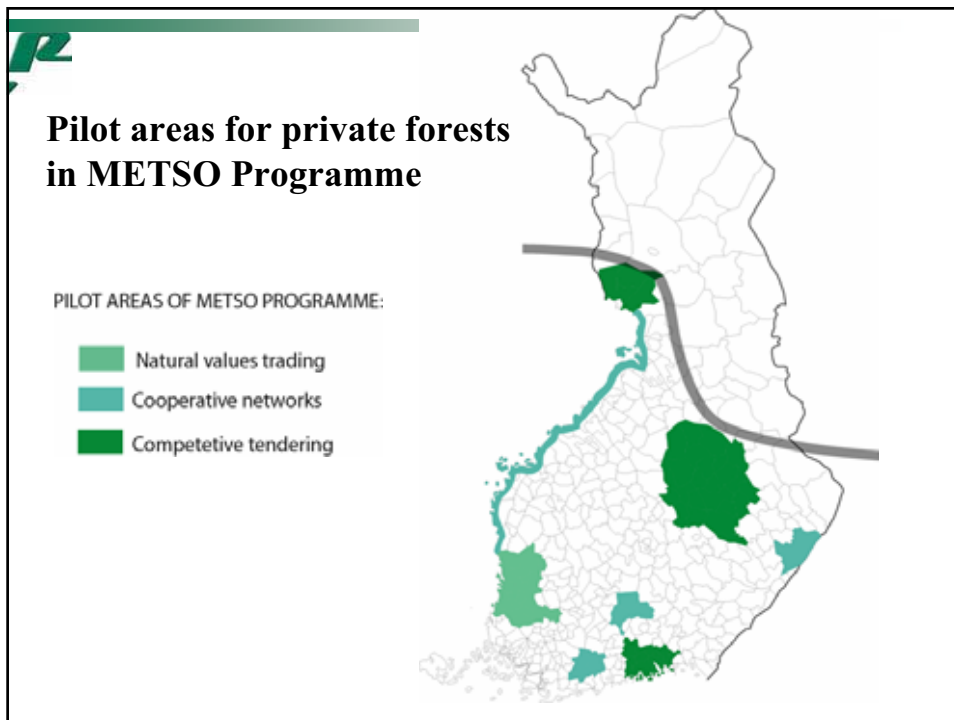 Pilot areas for private forests
in METSO Programme
PILOT AREAS OF METSO PROGRAMME:
Natural values trading
Cooperative networks
Competetive tendering